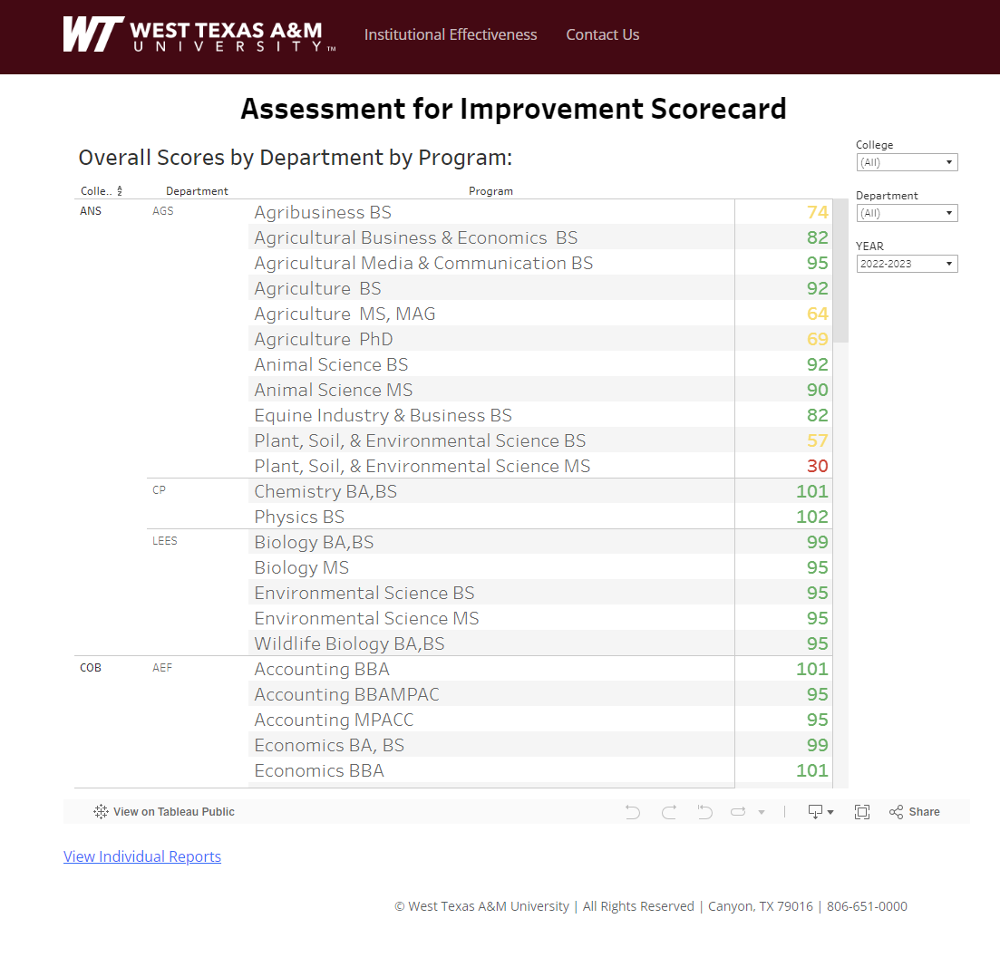 WT WEST TEXAS A&M UNIVERSITY™ Institutional Effectiveness Contact Us
Assessment for Improvement Scorecard
Overall Scores by Department by Program:
College
(All)
Department
(All)
YEAR
2022-2023
Colle.. Department Program
ANS AGS Agribusiness BS 74
Agricultural Business & Economics BS 82
Agricultural Media & Communication BS 95
Agriculture BS 92
Agriculture MS, MAG 64
Agriculture PhD 69
Animal Science BS 92
Animal Science MS 90
Equine Industry & Business BS 82
Plant, Soil, & Environmental Science BS 57
Plant, Soil, & Environmental Science MS 30
CP Chemistry BA,BS 101
Physics BS 102
LEES Biology BA,BS 99
Biology MS 95
Environmental Science BS 95
Environmental Science MS 95
Wildlife Biology BA,BS 95
COB AEF Accounting BBA 101
Accounting BBAMPAC 95
Accounting MPACC 95
Economics BA, BS 99
Economics BBA 101
View on Tableau Public Share
View Individual Reports
© West Texas A&M University | All Rights Reserved | Canyon, TX 79016 | 806-651-0000